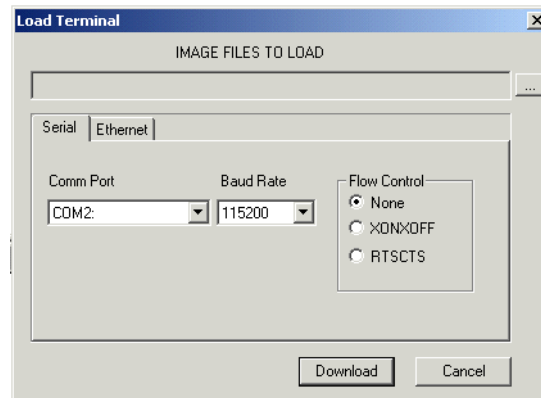 Load Terminal
IMAGE FILES TO LOAD
...
Serial Ethernet
Comm Port Baud Rate Flow Control
COM2: 115200 None
XONXOFF
RTSCTS
Download Cancel